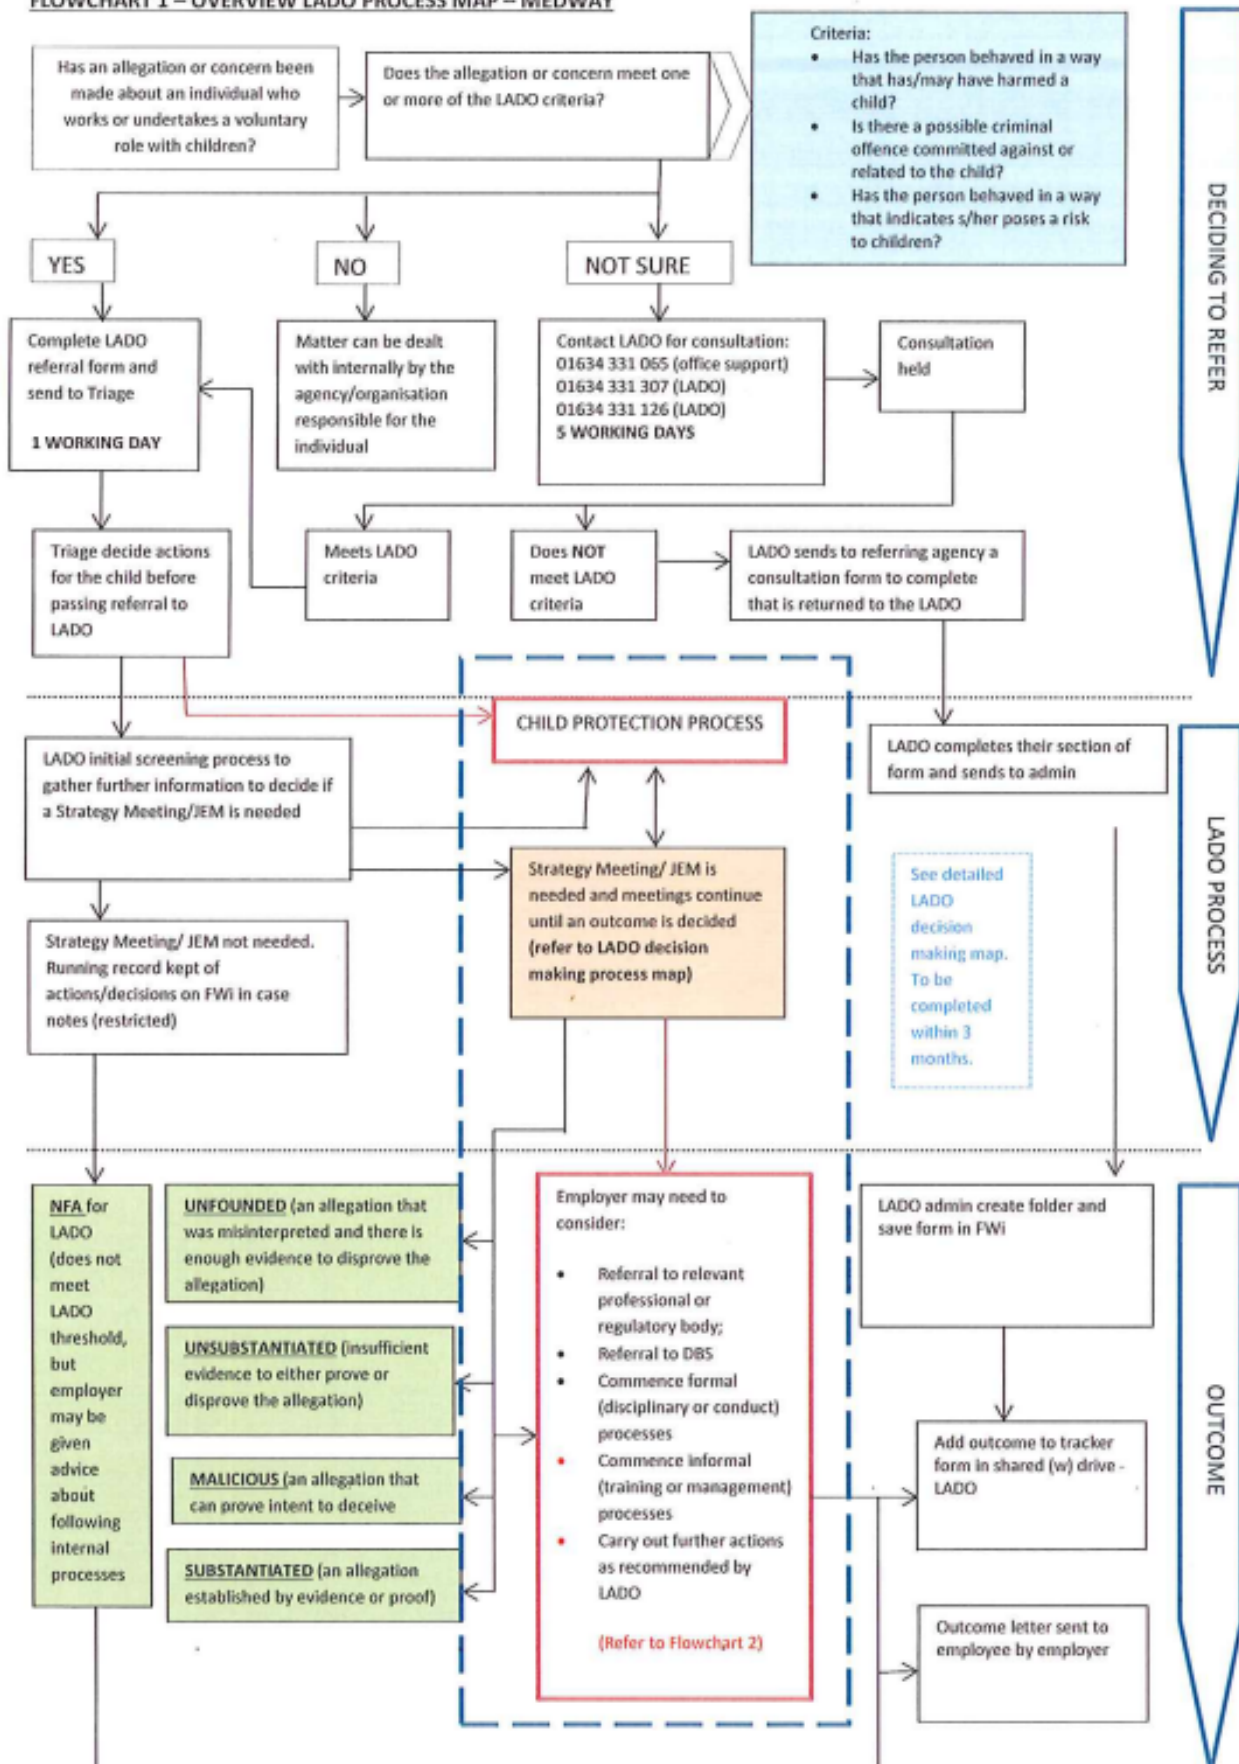 FLOWCHART 1 – OVERVIEW LADO PROCESS MAP – MEDWAY
Has an allegation or concern been
made about an individual who
works or undertakes a voluntary
role with children?
Does the allegation or concern meet one
or more of the LADO criteria?
Criteria:
• Has the person behaved in a way
that has/may have harmed a
child?
• Is there a possible criminal
offence committed against or
related to the child?
• Has the person behaved in a way
that indicates s/her poses a risk
to children?
DECIDING TO REFER
YES
NO
NOT SURE
Complete LADO
referral form and
send to Triage
1 WORKING DAY
Matter can be dealt
with internally by the
agency/organisation
responsible for the
individual
Contact LADO for consultation:
01634 331 065 (office support)
01634 331 307 (LADO)
01634 331 126 (LADO)
5 WORKING DAYS
Consultation
held
Triage decide actions
for the child before
passing referral to
LADO
Meets LADO
criteria
Does NOT
meet LADO
criteria
LADO sends to referring agency a
consultation form to complete
that is returned to the LADO
CHILD PROTECTION PROCESS
LADO initial screening process to
gather further information to decide if
a Strategy Meeting/JEM is needed
LADO completes their section of
form and sends to admin
LADO PROCESS
Strategy Meeting/ JEM is
needed and meetings continue
until an outcome is decided
(refer to LADO decision
making process map)
See detailed
LADO
decision
making map.
To be
completed
within 3
months.
Strategy Meeting/ JEM not needed.
Running record kept of
actions/decisions on FWi in case
notes (restricted)
NFA for
LADO
(does not
meet
LADO
threshold,
but
employer
may be
given
advice
about
following
internal
processes
UNFOUNDED (an allegation that
was misinterpreted and there is
enough evidence to disprove the
allegation)
UNSUBSTANTIATED (insufficient
evidence to either prove or
disprove the allegation)
MALICIOUS (an allegation that
can prove intent to deceive
SUBSTANTIATED (an allegation
established by evidence or proof)
Employer may need to
consider:
• Referral to relevant
professional or
regulatory body;
• Referral to DBS
• Commence formal
(disciplinary or conduct)
processes
• Commence informal
(training or management)
processes
• Carry out further actions
as recommended by
LADO
(Refer to Flowchart 2)
LADO admin create folder and
save form in FWi
Add outcome to tracker
form in shared (w) drive -
LADO
Outcome letter sent to
employee by employer
OUTCOME